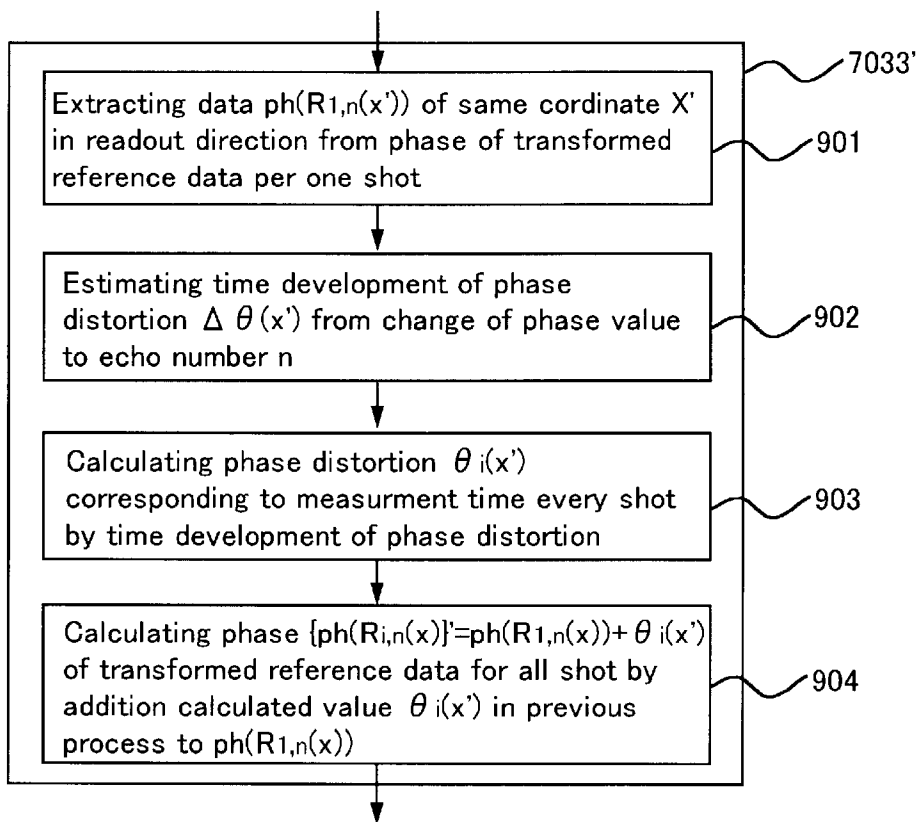 7033'
Extracting data ph(R1,n(x')) of same cordinate X'
in readout direction from phase of transformed
reference data per one shot
901
Estimating time development of phase
distortion Δ θ(x') from change of phase value
to echo number n
902
Calculating phase distortion θ i(x')
corresponding to measurment time every shot
by time development of phase distortion
903
Calculating phase {ph(Ri,n(x)}'=ph(R1,n(x))+ θ i(x')
of transformed reference data for all shot by
addition calculated value θ i(x') in previous
process to ph(R1,n(x))
904